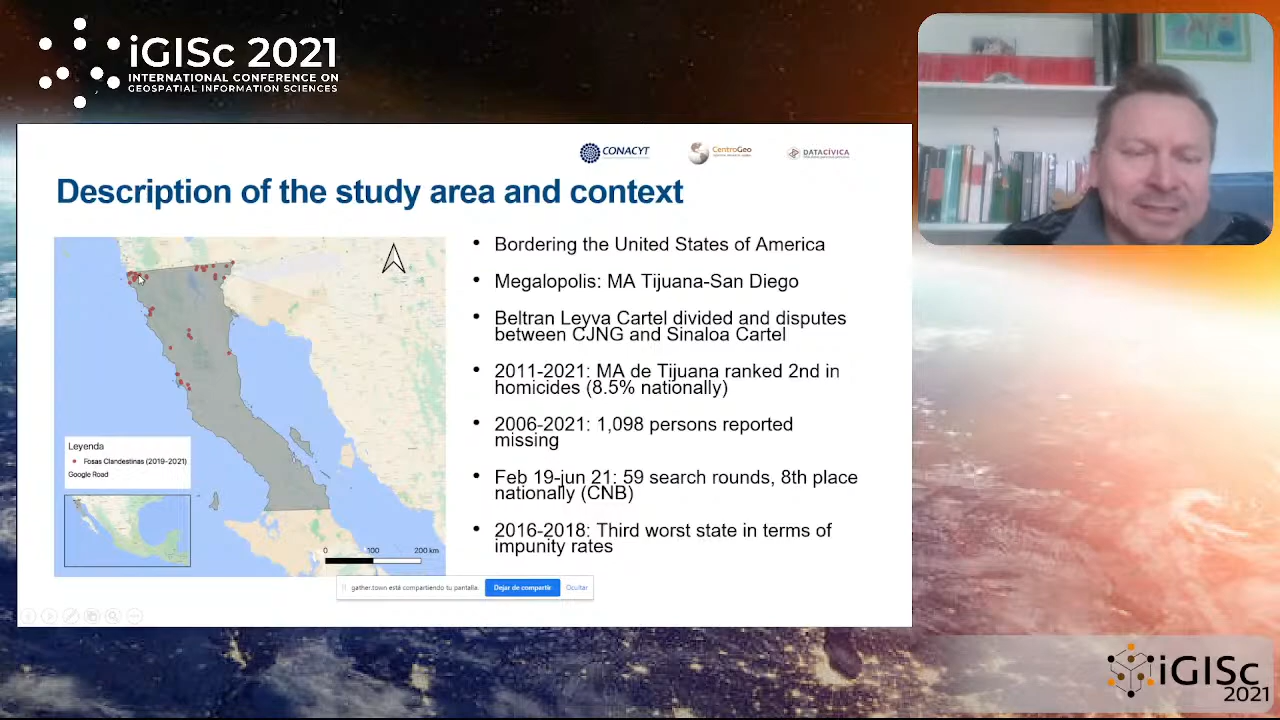 iGISc 2021
INTERNATIONAL CONFERENCE ON
GEOSPATIAL INFORMATION SCIENCES
CONACYT
CentroGeo
DATACÍVICA
Description of the study area and context
• Bordering the United States of America
• Megalopolis: MA Tijuana-San Diego
• Beltran Leyva Cartel divided and disputes
between CJNG and Sinaloa Cartel
• 2011-2021: MA de Tijuana ranked 2nd in
homicides (8.5% nationally)
• 2006-2021: 1,098 persons reported
missing
• Feb 19-jun 21: 59 search rounds, 8th place
nationally (CNB)
• 2016-2018: Third worst state in terms of
impunity rates
Leyenda
Fosas Clandestinas (2019-2021)
Google Road
0 100 200 km
gather.town está compartiendo tu pantalla.
Dejar de compartir
Ocultar
iGISc
2021